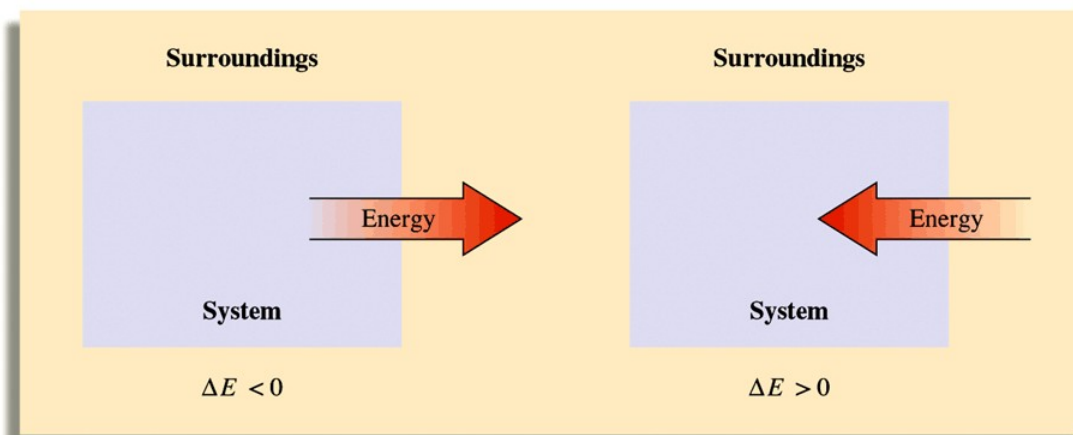 Surroundings
Energy
System
ΔE < 0
Surroundings
Energy
System
ΔE > 0